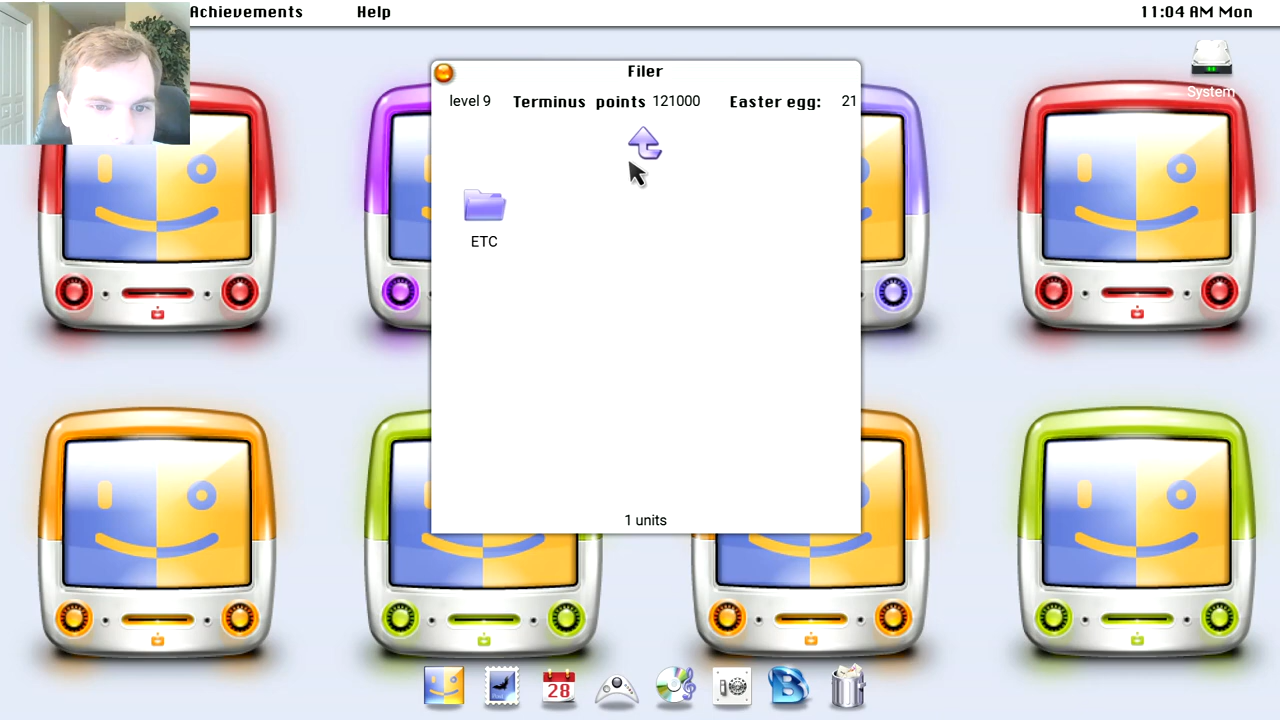 Achievements
Help
11:04 AM Mon
Filer
level 9
Terminus points 121000
Easter egg: 21
System
ETC
1 units
28